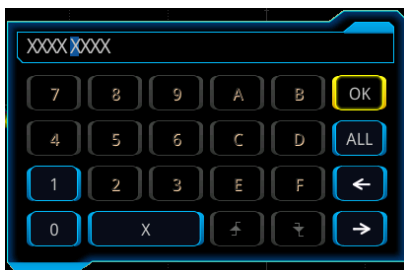 XXXX XXXX
7 8 9 A B OK
4 5 6 C D ALL
1 2 3 E F ←
0 X →